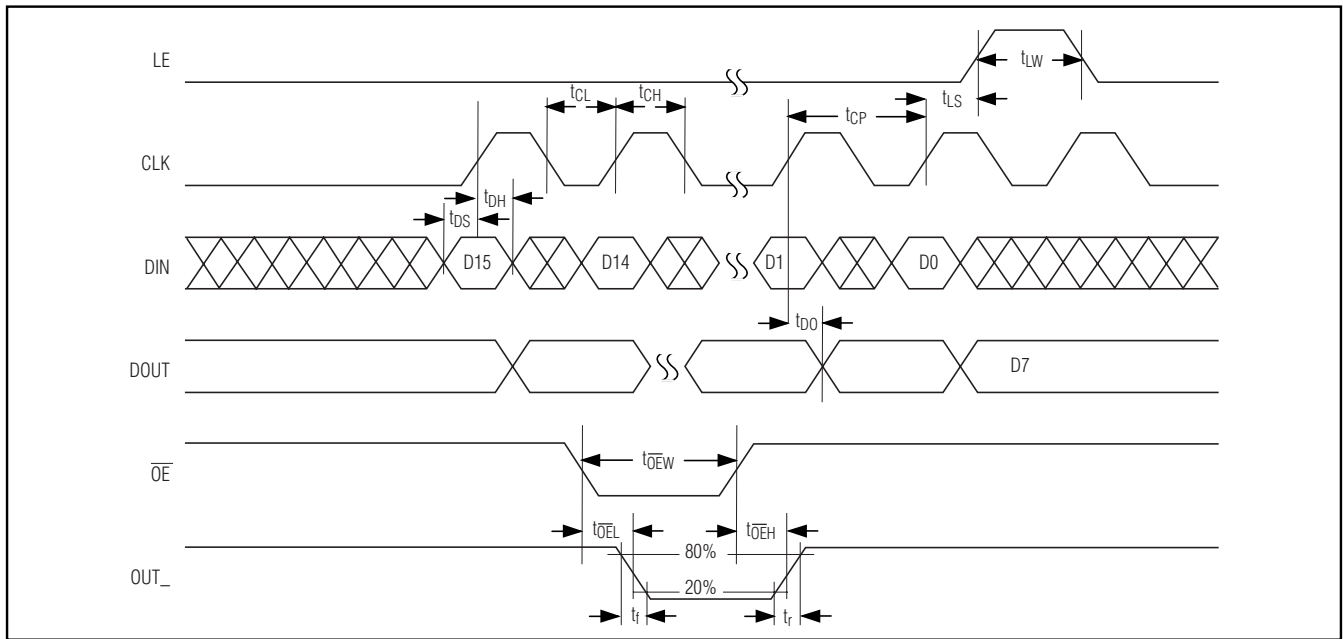 LE
tLW
tCL
tCH
tLS
tCP
CLK
tDH
tDS
DIN
D15
D14
D1
D0
tDO
DOUT
D7
OE
tOEW
tOEL
tOEH
80%
OUT_
20%
tf
tr